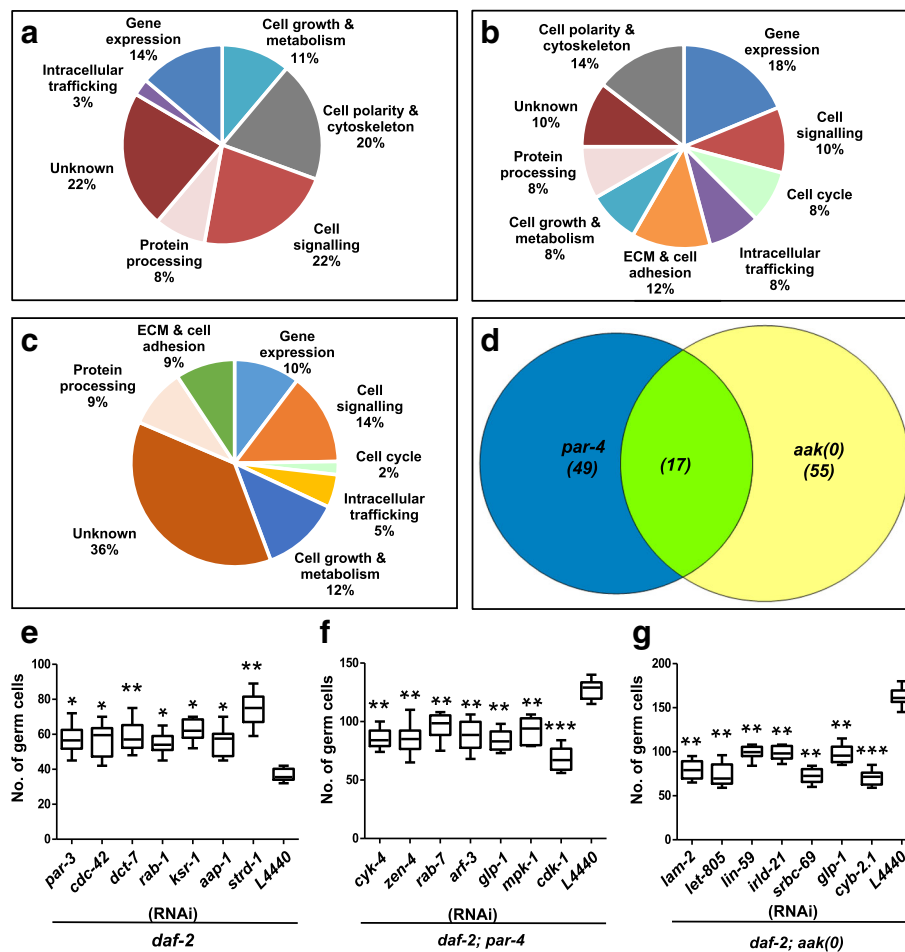 a
Gene
expression
14%
Cell growth &
metabolism
11%
Intracellular
trafficking
3%
Cell polarity &
cytoskeleton
20%
Unknown
22%
Cell
signalling
22%
Protein
processing
8%
b
Cell polarity &
cytoskeleton
14%
Gene
expression
18%
Unknown
10%
Cell
signalling
10%
Protein
processing
8%
Cell cycle
8%
Cell growth &
metabolism
8%
ECM & cell
adhesion
12%
Intracellular
trafficking
8%
c
ECM & cell
adhesion
9%
Gene
expression
10%
Protein
processing
9%
Cell
signalling
14%
Cell cycle
2%
Intracellular
trafficking
5%
Unknown
36%
Cell growth &
metabolism
12%
d
par-4
(49)
(17)
aak(0)
(55)
e
No. of germ cells
100
80
60
40
20
0
*
*
**
*
*
*
**
par-3
cdc-42
dct-7
rab-1
ksr-1
aap-1
strd-1
L4440
(RNAi)
daf-2
f
No. of germ cells
150
100
50
0
**
**
**
**
**
**
***
cyk-4
zen-4
rab-7
arf-3
glp-1
mpk-1
cdk-1
L4440
(RNAi)
daf-2; par-4
g
No. of germ cells
200
150
100
50
0
**
**
**
**
**
**
***
lam-2
let-805
lin-59
irld-21
srbc-69
glp-1
cyb-2.1
L4440
(RNAi)
daf-2; aak(0)